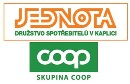 JEDNOTA
DRUŽSTVO SPOTŘEBITELŮ V KAPLICI
coop
SKUPINA COOP